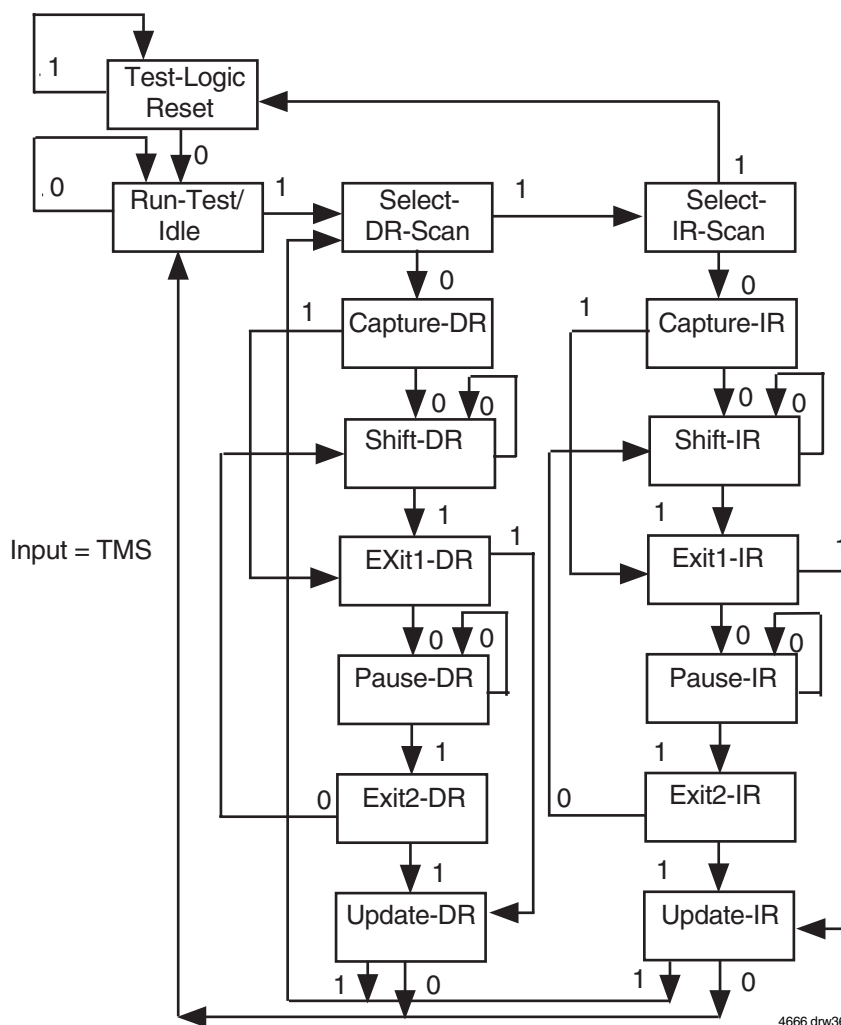 . 1
Test-Logic
Reset
0
1
. 0
Run-Test/
Idle
1
Select-
DR-Scan
1
Select-
IR-Scan
0
0
1
Capture-DR
1
Capture-IR
0
0
0
0
Shift-DR
Shift-IR
1
1
Input = TMS
EXit1-DR
1
Exit1-IR
1
0
0
0
0
Pause-DR
Pause-IR
1
1
0
Exit2-DR
0
Exit2-IR
1
1
Update-DR
Update-IR
1
0
1
0
4666 drw36